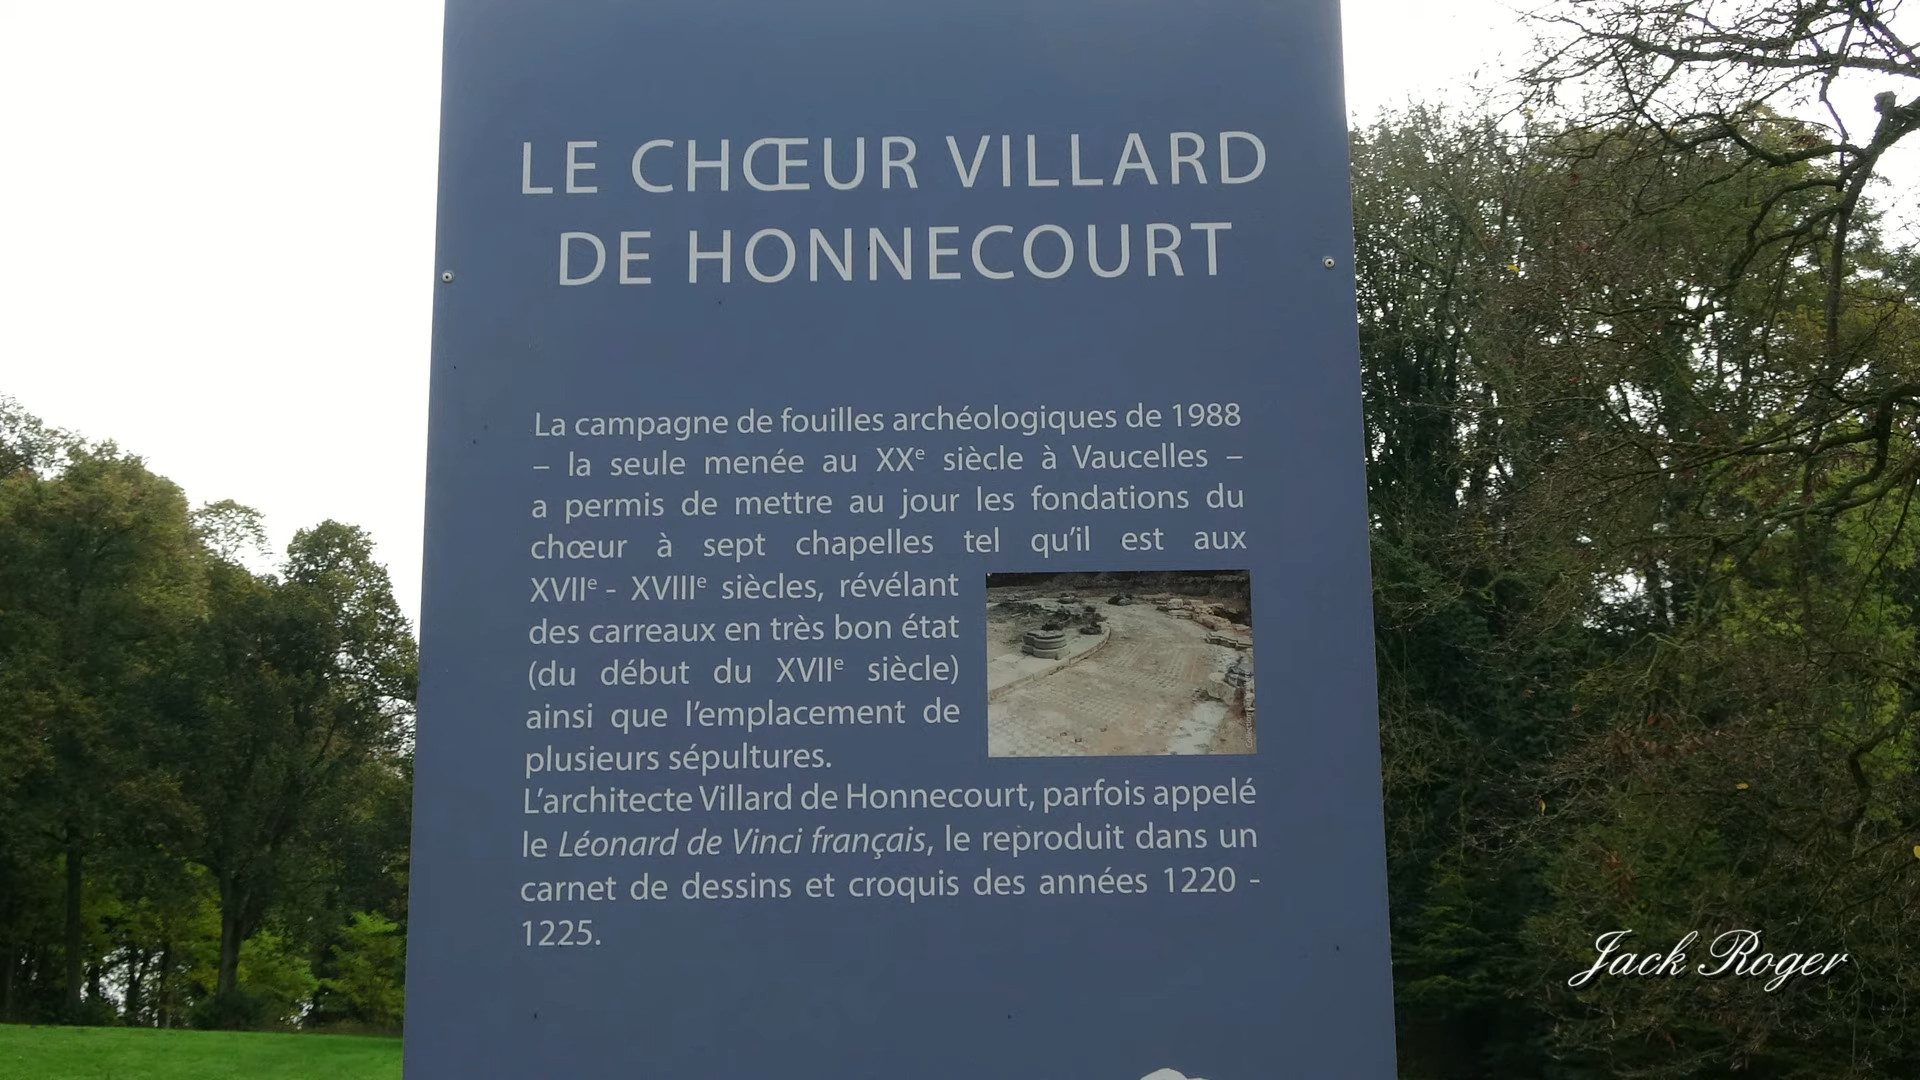 LE CHŒUR VILLARD
DE HONNECOURT
La campagne de fouilles archéologiques de 1988
– la seule menée au XXe siècle à Vaucelles –
a permis de mettre au jour les fondations du
chœur à sept chapelles tel qu’il est aux
XVIIe - XVIIIe siècles, révélant
des carreaux en très bon état
(du début du XVIIe siècle)
ainsi que l’emplacement de
plusieurs sépultures.
L’architecte Villard de Honnecourt, parfois appelé
le Léonard de Vinci français, le reproduit dans un
carnet de dessins et croquis des années 1220 -
1225.
Jack Roger